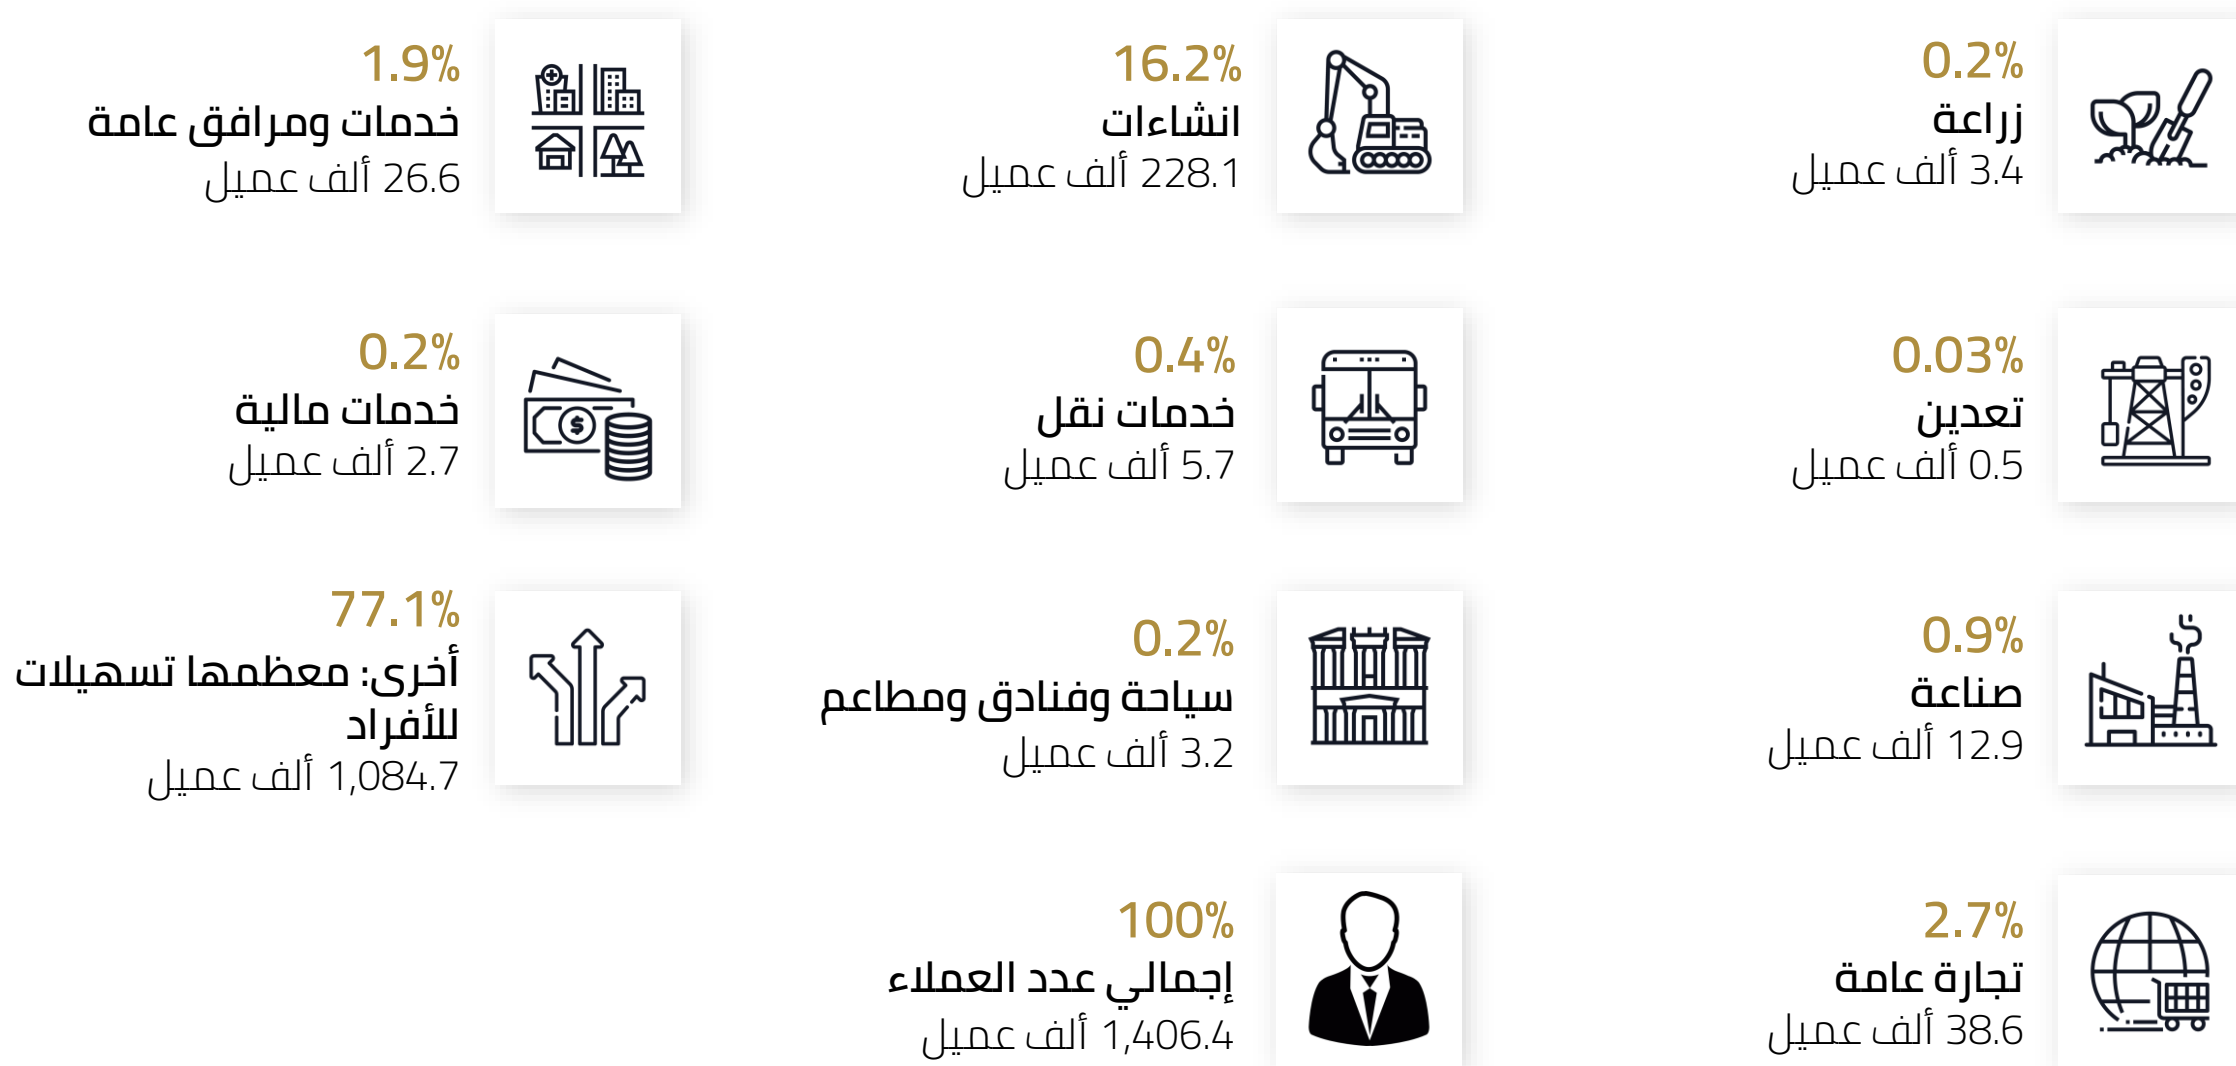 0.2%
زراعة
3.4 ألف عميل
0.03%
تعدين
0.5 ألف عميل
0.9%
صناعة
12.9 ألف عميل
2.7%
تجارة عامة
38.6 ألف عميل
16.2%
انشاءات
228.1 ألف عميل
0.4%
خدمات نقل
5.7 ألف عميل
0.2%
سياحة وفنادق ومطاعم
3.2 ألف عميل
100%
إجمالي عدد العملاء
1,406.4 ألف عميل
1.9%
خدمات ومرافق عامة
26.6 ألف عميل
0.2%
خدمات مالية
2.7 ألف عميل
77.1%
أخرى: معظمها تسهيلات
للأفراد
1,084.7 ألف عميل